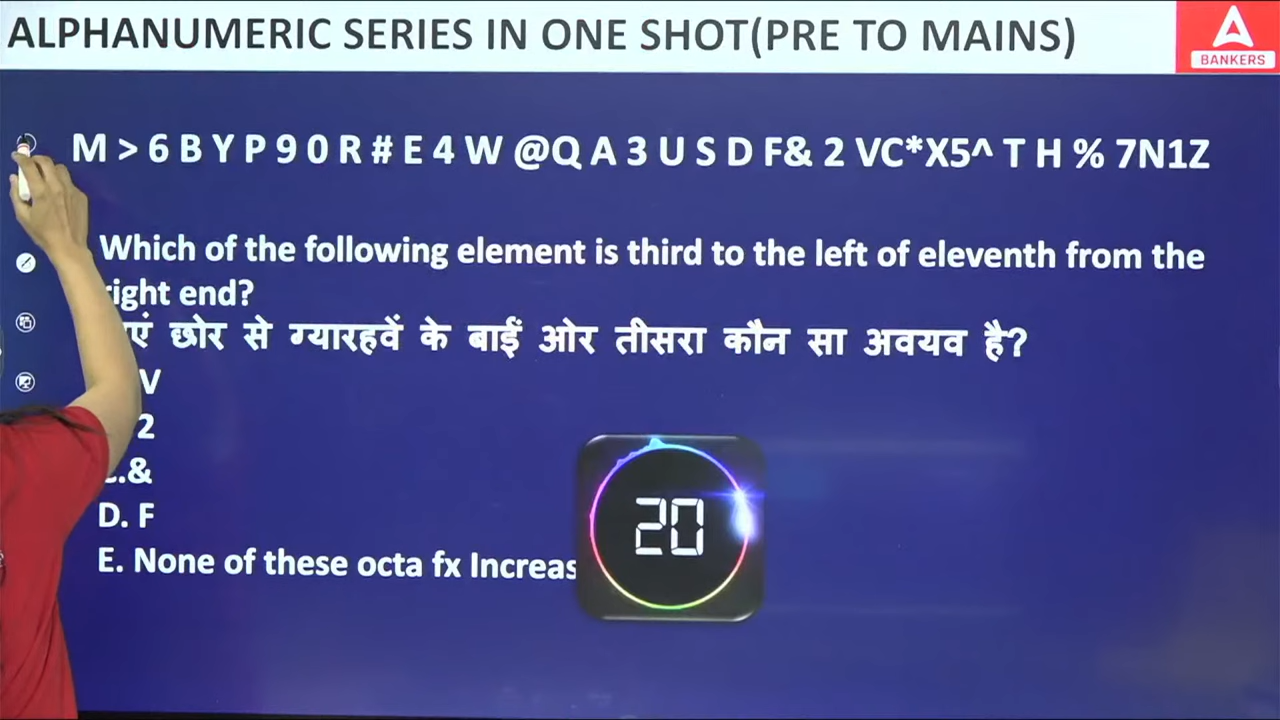 ALPHANUMERIC SERIES IN ONE SHOT(PRE TO MAINS)
A
BANKERS
M > 6 B Y P 9 0 R # E 4 W @Q A 3 U S D F& 2 VC*X5^ T H % 7N1Z
Which of the following element is third to the left of eleventh from the
ight end?
छोर से ग्यारहवें के बाईं ओर तीसरा कौन सा अवयव है?
V
2
.&
D. F
E. None of these octa fx Increas
20